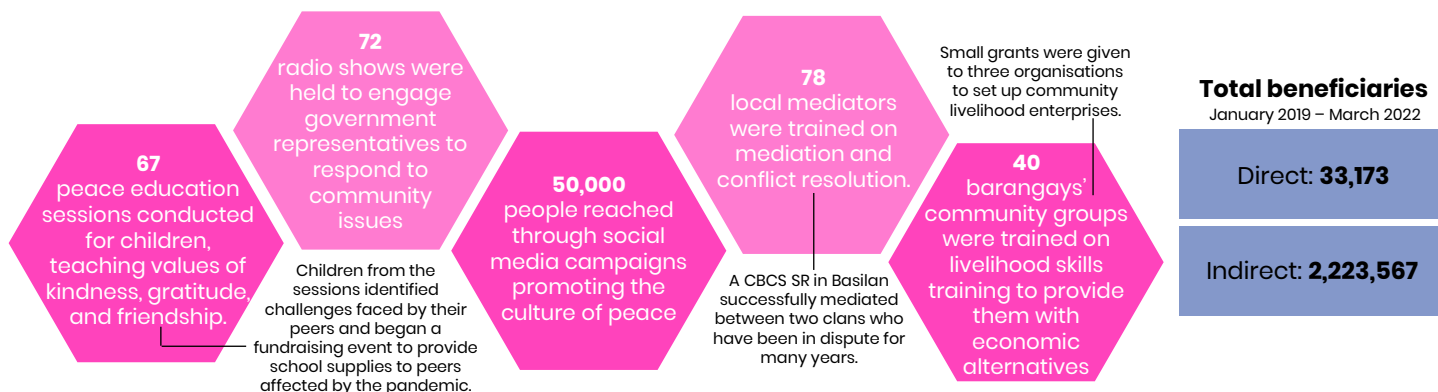 67
peace education
sessions conducted
for children,
teaching values of
kindness, gratitude,
and friendship.
Children from the
sessions identified
challenges faced by their
peers and began a
fundraising event to provide
school supplies to peers
affected by the pandemic.
72
radio shows were
held to engage
government
representatives to
respond to
community
issues
50,000
people reached
through social
media campaigns
promoting the
culture of peace
78
local mediators
were trained on
mediation and
conflict resolution.
A CBCS SR in Basilan
successfully mediated
between two clans who
have been in dispute for
many years.
Small grants were given
to three organisations
to set up community
livelihood enterprises.
40
barangays'
community groups
were trained on
livelihood skills
training to provide
them with
economic
alternatives
Total beneficiaries
January 2019 – March 2022
Direct: 33,173
Indirect: 2,223,567